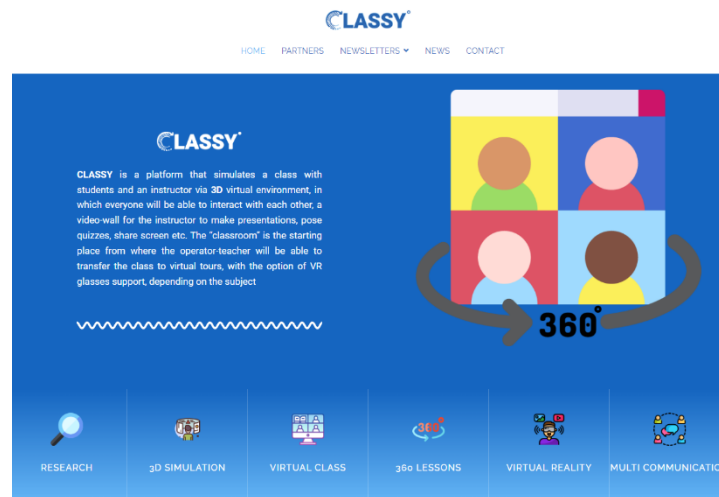 CLASSY°
HOME PARTNERS NEWSLETTERS NEWS CONTACT
CLASSY°
CLASSY is a platform that simulates a class with
students and an instructor via 3D virtual environment, in
which everyone will be able to interact with each other, a
video-wall for the instructor to make presentations, pose
quizzes, share screen etc. The "classroom" is the starting
place from where the operator-teacher will be able to
transfer the class to virtual tours, with the option of VR
glasses support, depending on the subject
360°
360°
RESEARCH 3D SIMULATION VIRTUAL CLASS 360 LESSONS VIRTUAL REALITY MULTI COMMUNICATIO